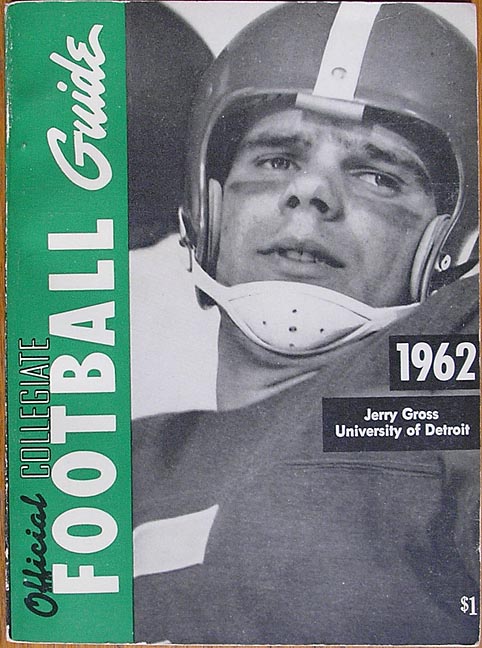 Official COLLEGIATE
FOOTBALL Guide
1962
Jerry Gross
University of Detroit
$1